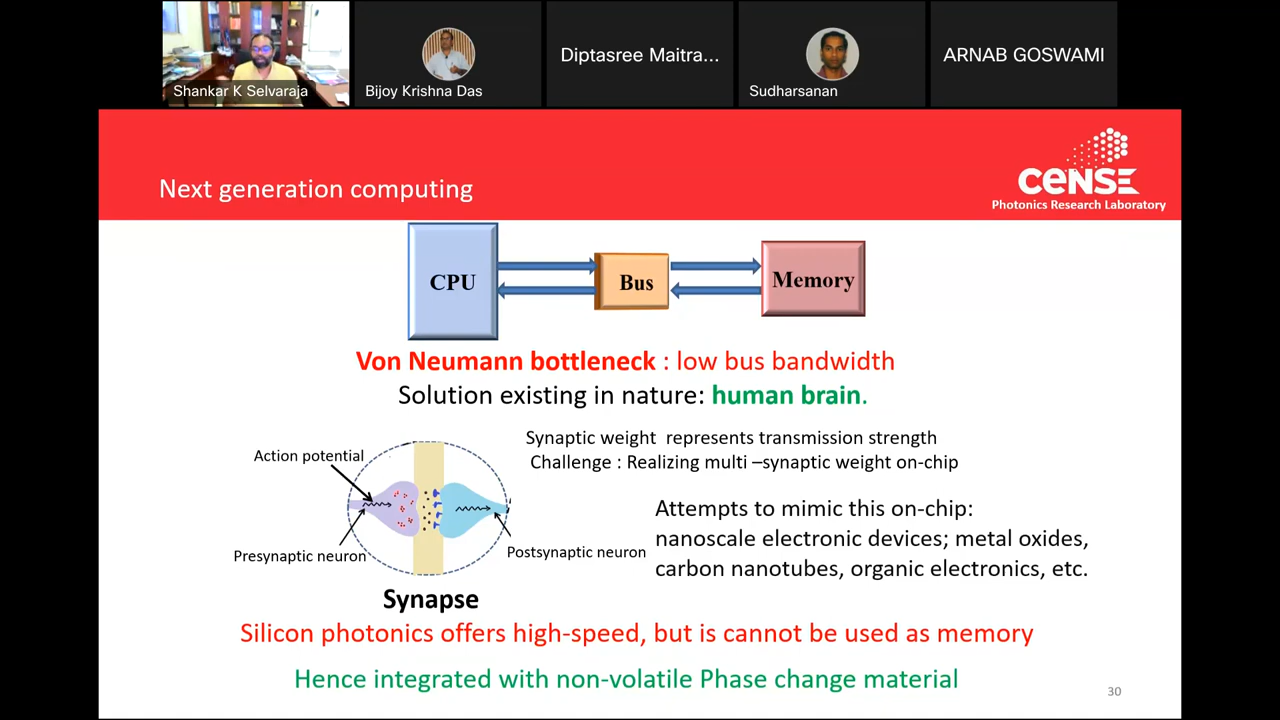 Shankar K Selvaraja
Bijoy Krishna Das
Diptasree Maitra...
Sudharsanan
ARNAB GOSWAMI
Next generation computing
CeNSE
Photonics Research Laboratory
CPU
Bus
Memory
Von Neumann bottleneck : low bus bandwidth
Solution existing in nature: human brain.
Synaptic weight represents transmission strength
Challenge : Realizing multi –synaptic weight on-chip
Action potential
Presynaptic neuron
Postsynaptic neuron
Synapse
Attempts to mimic this on-chip:
nanoscale electronic devices; metal oxides,
carbon nanotubes, organic electronics, etc.
Silicon photonics offers high-speed, but is cannot be used as memory
Hence integrated with non-volatile Phase change material
30